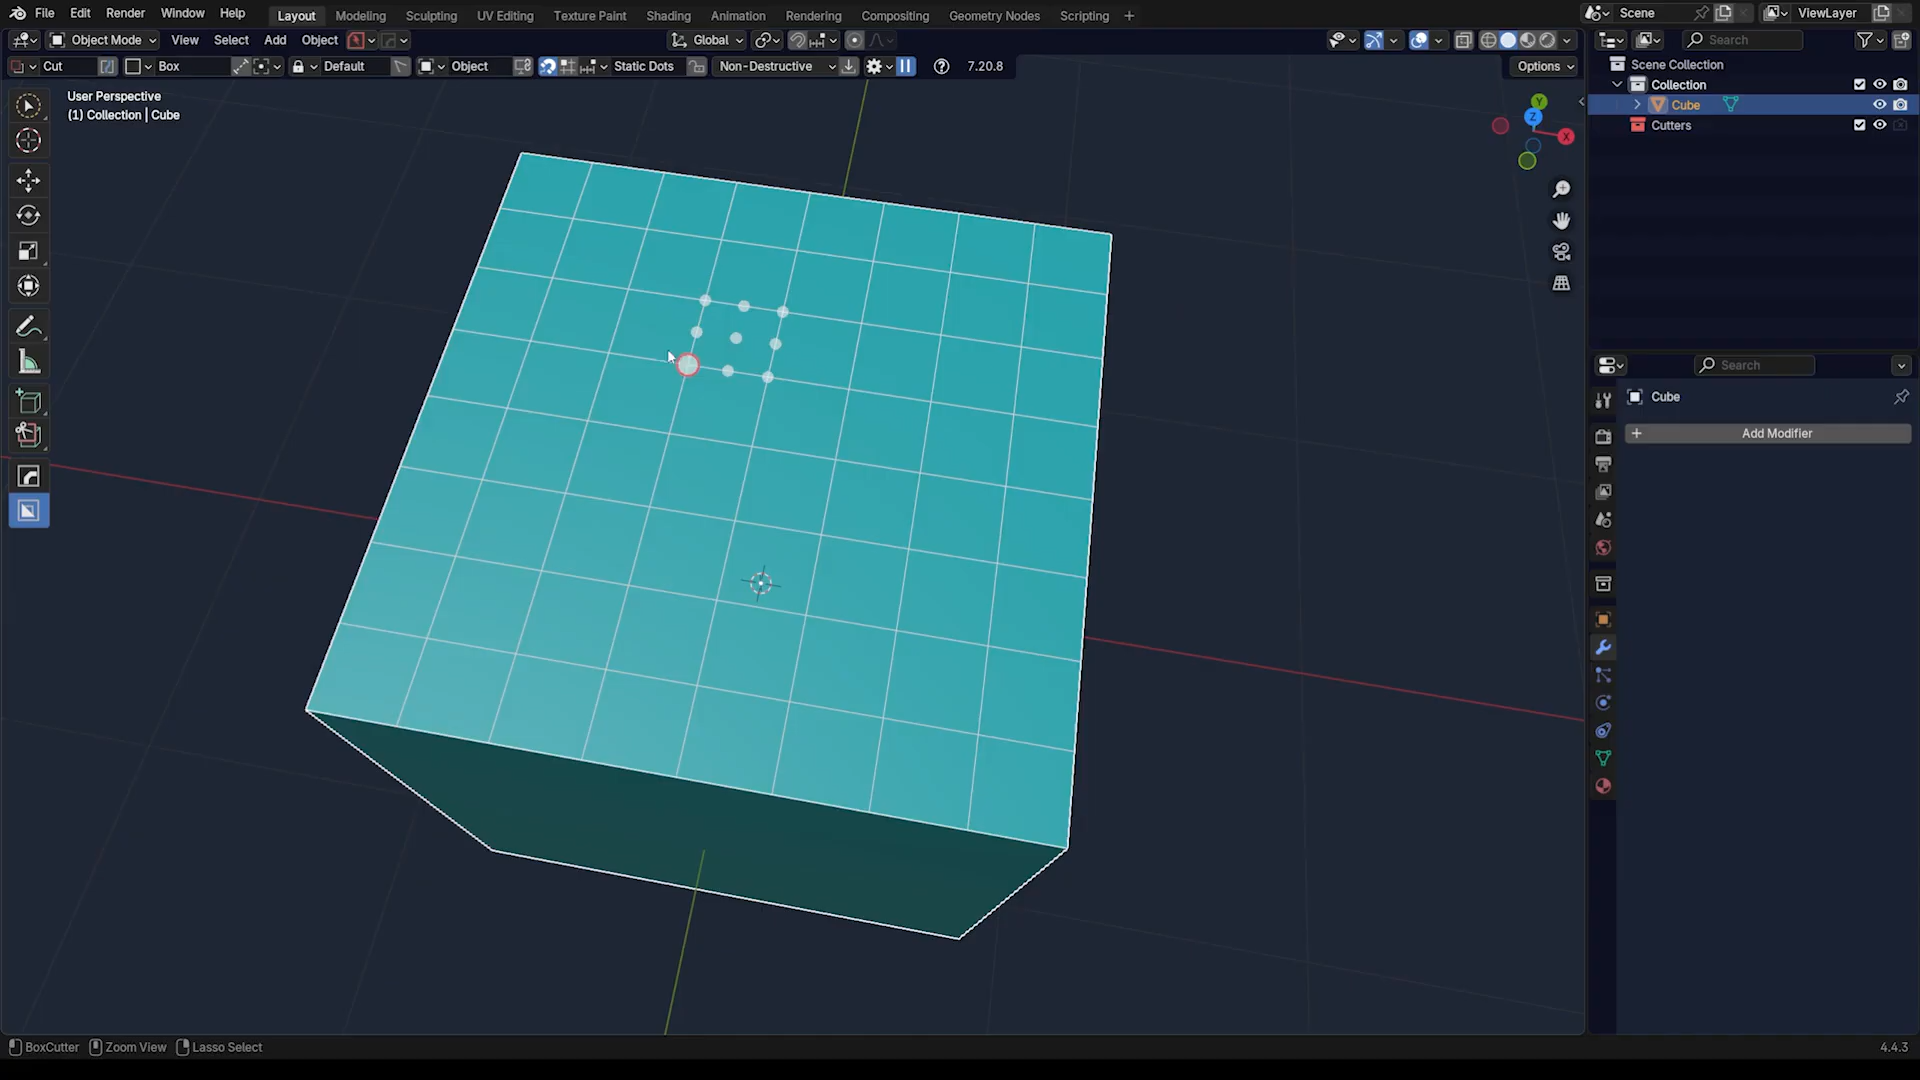 File Edit Render Window Help Layout Modeling Sculpting UV Editing Texture Paint Shading Animation Rendering Compositing Geometry Nodes Scripting + Scene ViewLayer
Object Mode View Select Add Object Global Search
Cut Box Default Object Static Dots Non-Destructive 7.20.8 Options
User Perspective
(1) Collection | Cube
Y
Z
X
Scene Collection
Collection
Cube
Cutters
Search
Cube
+ Add Modifier
BoxCutter Zoom View Lasso Select 4.4.3